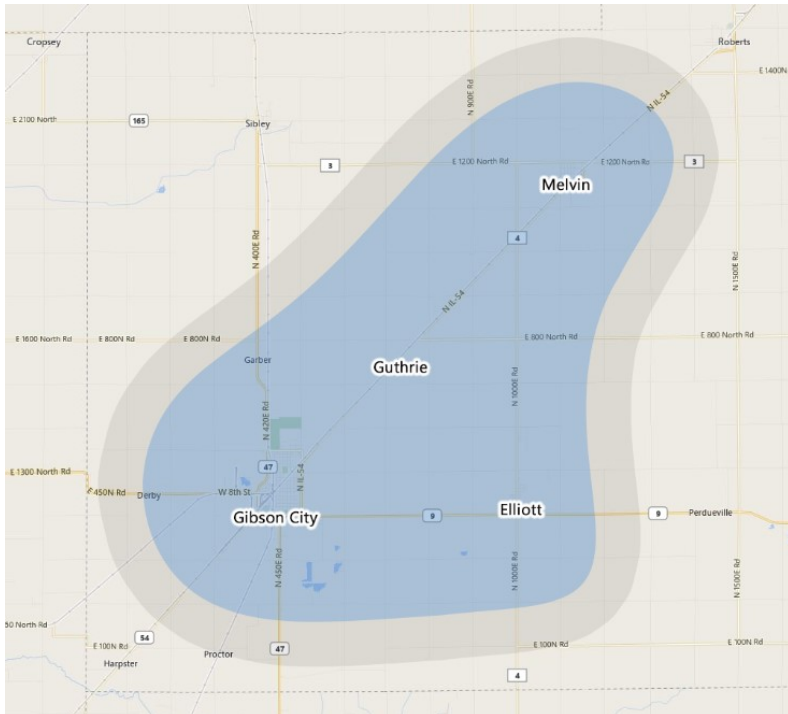 Cropsey
Roberts
E 1400N
N 900E Rd
N IL-54
E 2100 North
165
Sibley
3
E 1200 North Rd
E 1200 North Rd
3
Melvin
4
N 400E Rd
N 1500E Rd
N IL-54
E 1600 North Rd
E 800N Rd
E 800N Rd
E 800 North Rd
E 800 North Rd
Garber
Guthrie
N 1000E Rd
N 420E Rd
47
N IL-54
E 1300 North Rd
E 450N Rd
Derby
W 8th St
Gibson City
9
Elliott
9
Perdueville
N 450E Rd
N 1000E Rd
N 1500E Rd
50 North Rd
54
E 100N Rd
Harpster
Proctor
47
E 100N Rd
E 100N Rd
4